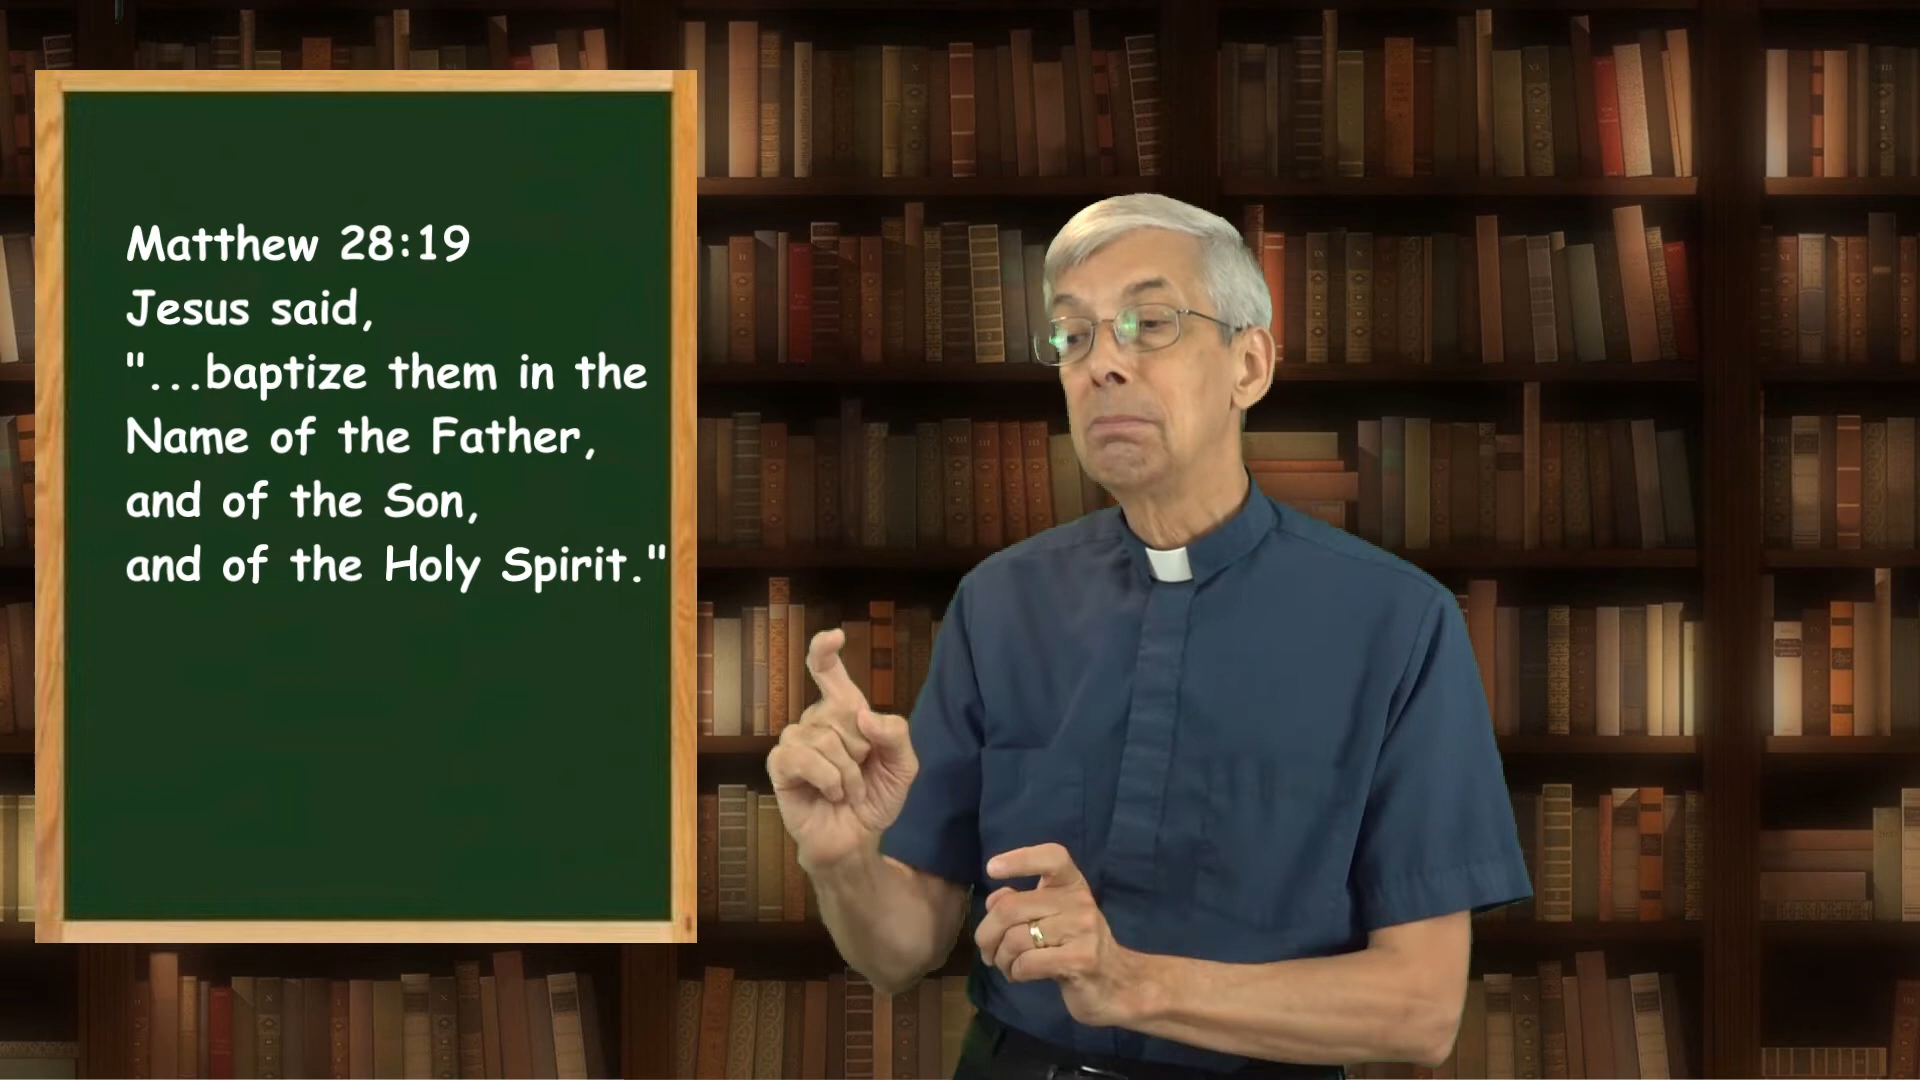 Matthew 28:19
Jesus said,
"...baptize them in the
Name of the Father,
and of the Son,
and of the Holy Spirit."